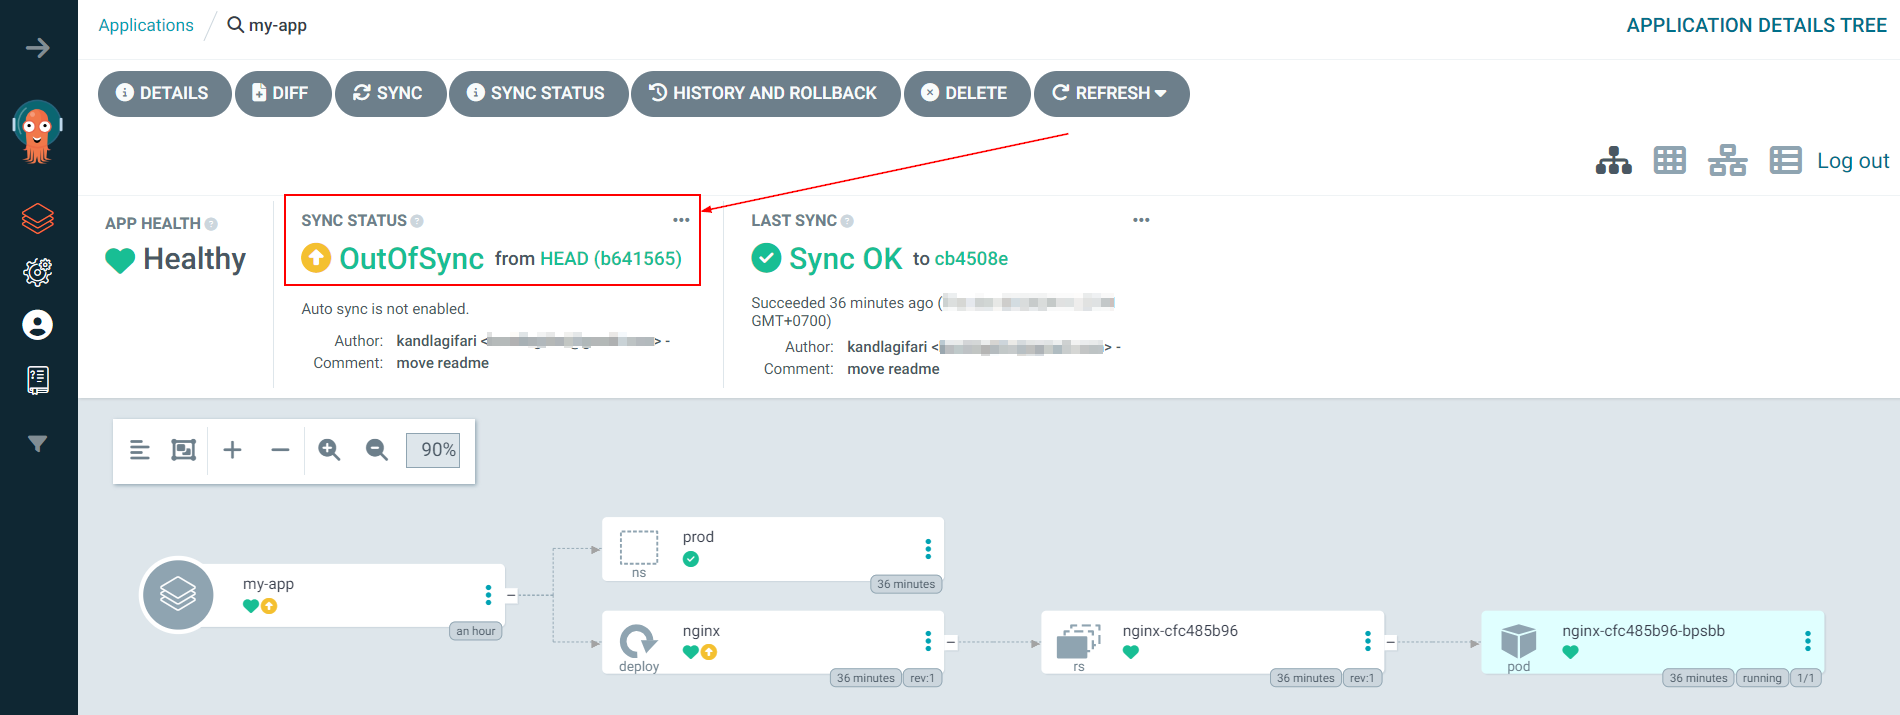 Applications / my-app
APPLICATION DETAILS TREE
DETAILS
DIFF
SYNC
SYNC STATUS
HISTORY AND ROLLBACK
DELETE
REFRESH
Log out
APP HEALTH
Healthy
SYNC STATUS
OutOfSync from HEAD (b641565)
Auto sync is not enabled.
Author: kandlagifari < > -
Comment: move readme
LAST SYNC
Sync OK to cb4508e
Succeeded 36 minutes ago (
GMT+0700)
Author: kandlagifari < > -
Comment: move readme
90%
my-app
an hour
prod
ns
36 minutes
nginx
deploy
36 minutes
rev:1
nginx-cfc485b96
rs
36 minutes
rev:1
nginx-cfc485b96-bpsbb
pod
36 minutes
running
1/1